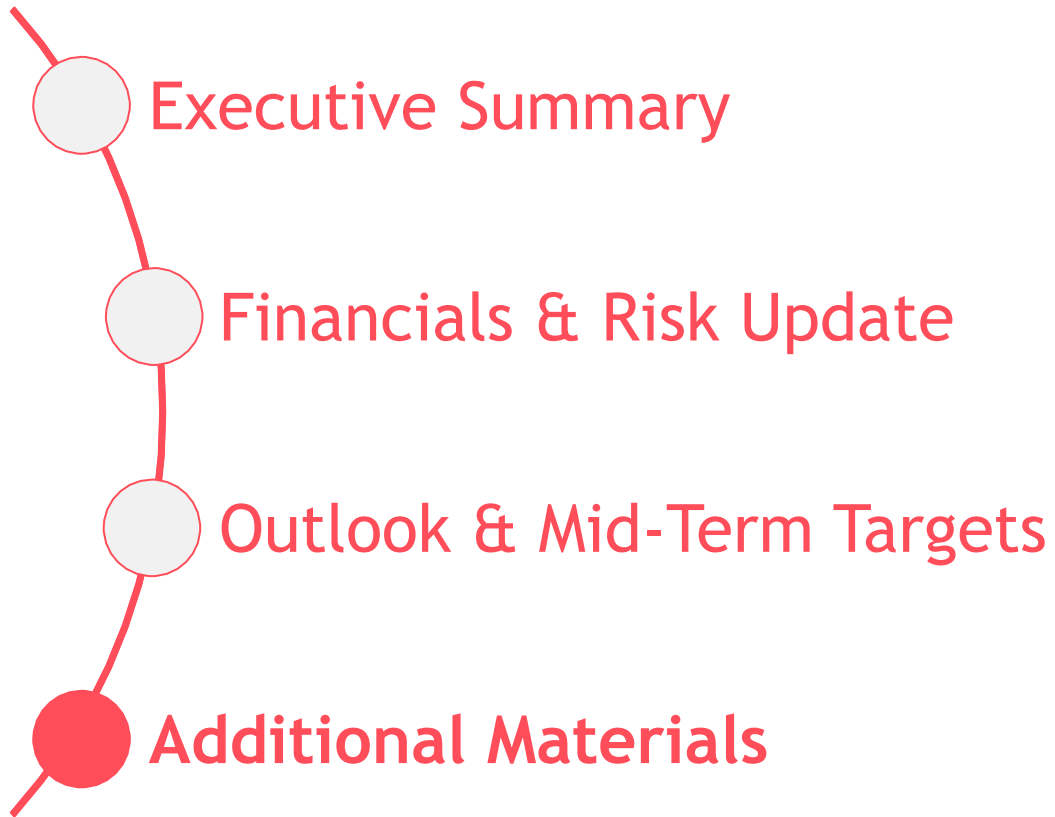 Executive Summary
Financials & Risk Update
Outlook & Mid-Term Targets
Additional Materials